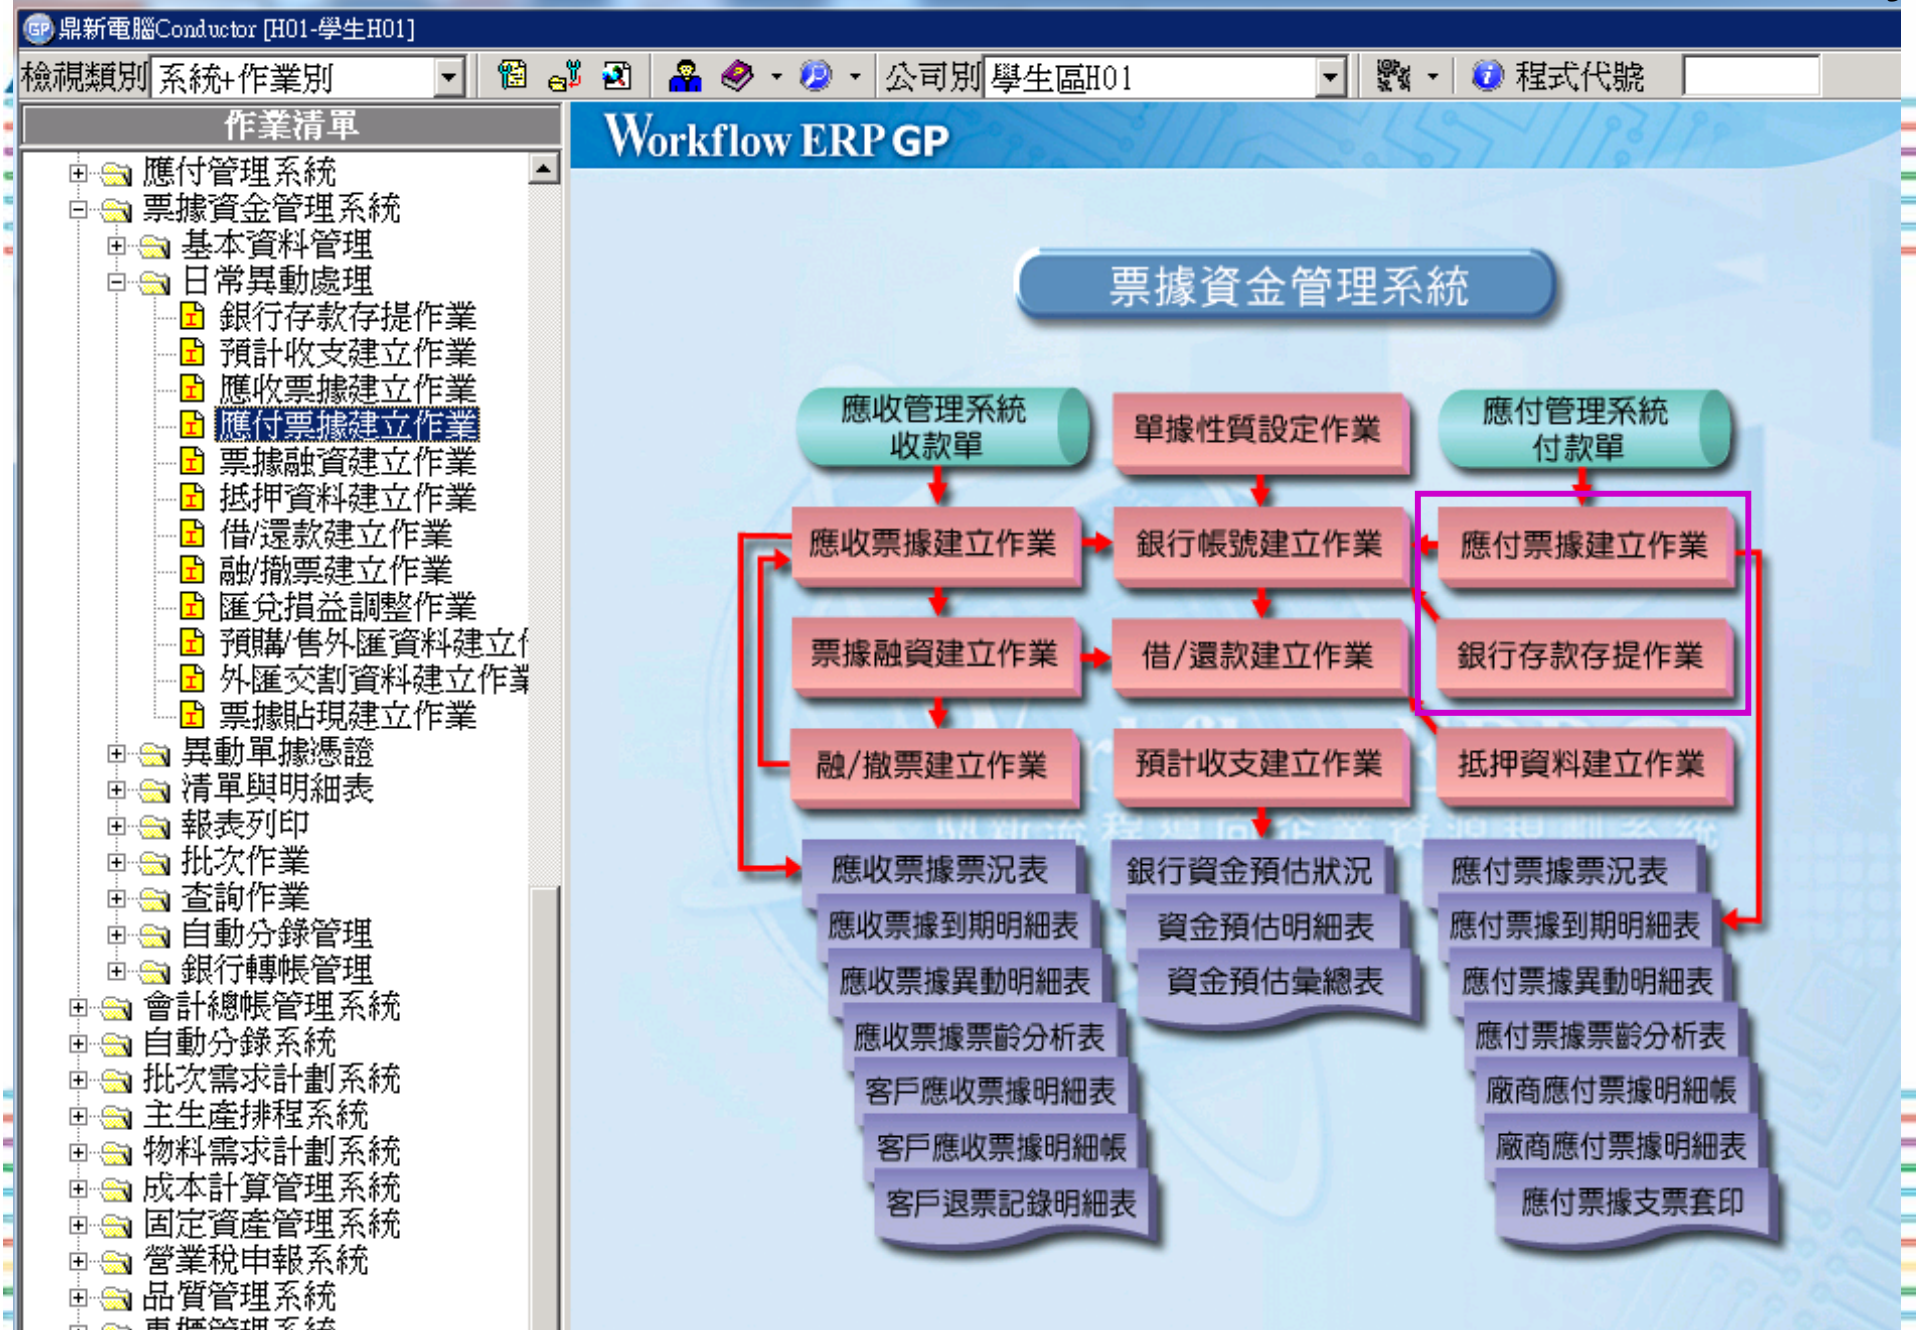 鼎新電腦Conductor [H01-學生H01]
檢視類別 系統+作業別 公司別 學生區H01 程式代號
作業清單
應付管理系統
票據資金管理系統
基本資料管理
日常異動處理
銀行存款存提作業
預計收支建立作業
應收票據建立作業
應付票據建立作業
票據融資建立作業
抵押資料建立作業
借/還款建立作業
融/撤票建立作業
匯兌損益調整作業
預購/售外匯資料建立
外匯交割資料建立作業
票據貼現建立作業
異動單據憑證
清單與明細表
報表列印
批次作業
查詢作業
自動分錄管理
銀行轉帳管理
會計總帳管理系統
自動分錄系統
批次需求計劃系統
主生產排程系統
物料需求計劃系統
成本計算管理系統
固定資產管理系統
營業稅申報系統
品質管理系統
Workflow ERP GP
票據資金管理系統
應收管理系統
收款單
單據性質設定作業
應付管理系統
付款單
應收票據建立作業
銀行帳號建立作業
應付票據建立作業
票據融資建立作業
借/還款建立作業
銀行存款存提作業
融/撤票建立作業
預計收支建立作業
抵押資料建立作業
應收票據票況表
銀行資金預估狀況
應付票據票況表
應收票據到期明細表
資金預估明細表
應付票據到期明細表
應收票據異動明細表
資金預估彙總表
應付票據異動明細表
應收票據票齡分析表
應付票據票齡分析表
客戶應收票據明細表
廠商應付票據明細帳
客戶應收票據明細帳
廠商應付票據明細表
客戶退票記錄明細表
應付票據支票套印